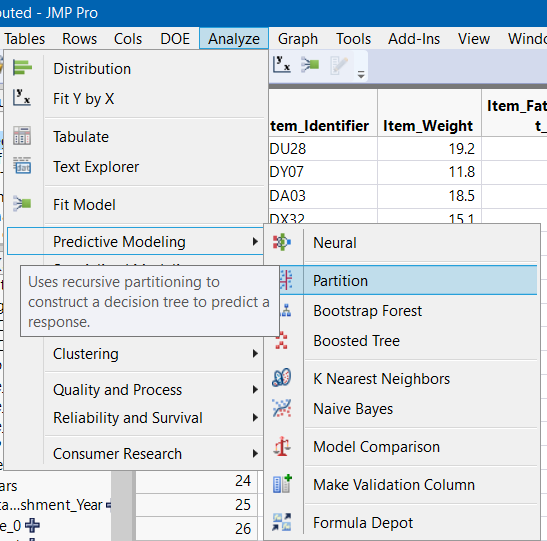 buted - JMP Pro
Tables Rows Cols DOE Analyze Graph Tools Add-Ins View Windo
Distribution
Fit Y by X
Tabulate
Text Explorer
Fit Model
Predictive Modeling
Uses recursive partitioning to
construct a decision tree to predict a
response.
Clustering
Quality and Process
Reliability and Survival
Consumer Research
Neural
Partition
Bootstrap Forest
Boosted Tree
K Nearest Neighbors
Naive Bayes
Model Comparison
Make Validation Column
Formula Depot
tem_Identifier Item_Weight Item_Fat
t_
DU28 19.2
DY07 11.8
DA03 18.5
DX32 15.1
24
25
26
ars
ta...shment_Year
e_0